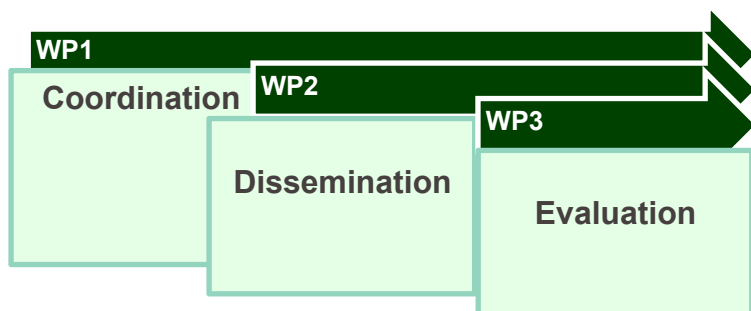 WP1
Coordination
WP2
Dissemination
WP3
Evaluation